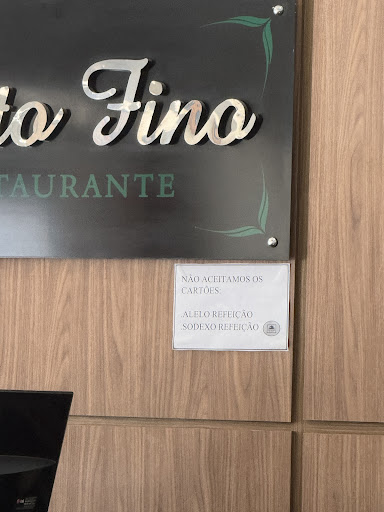 to Fino
TAURANTE
NÃO ACEITAMOS OS
CARTÕES:
ALELO REFEIÇÃO
SODEXO REFEIÇÃO